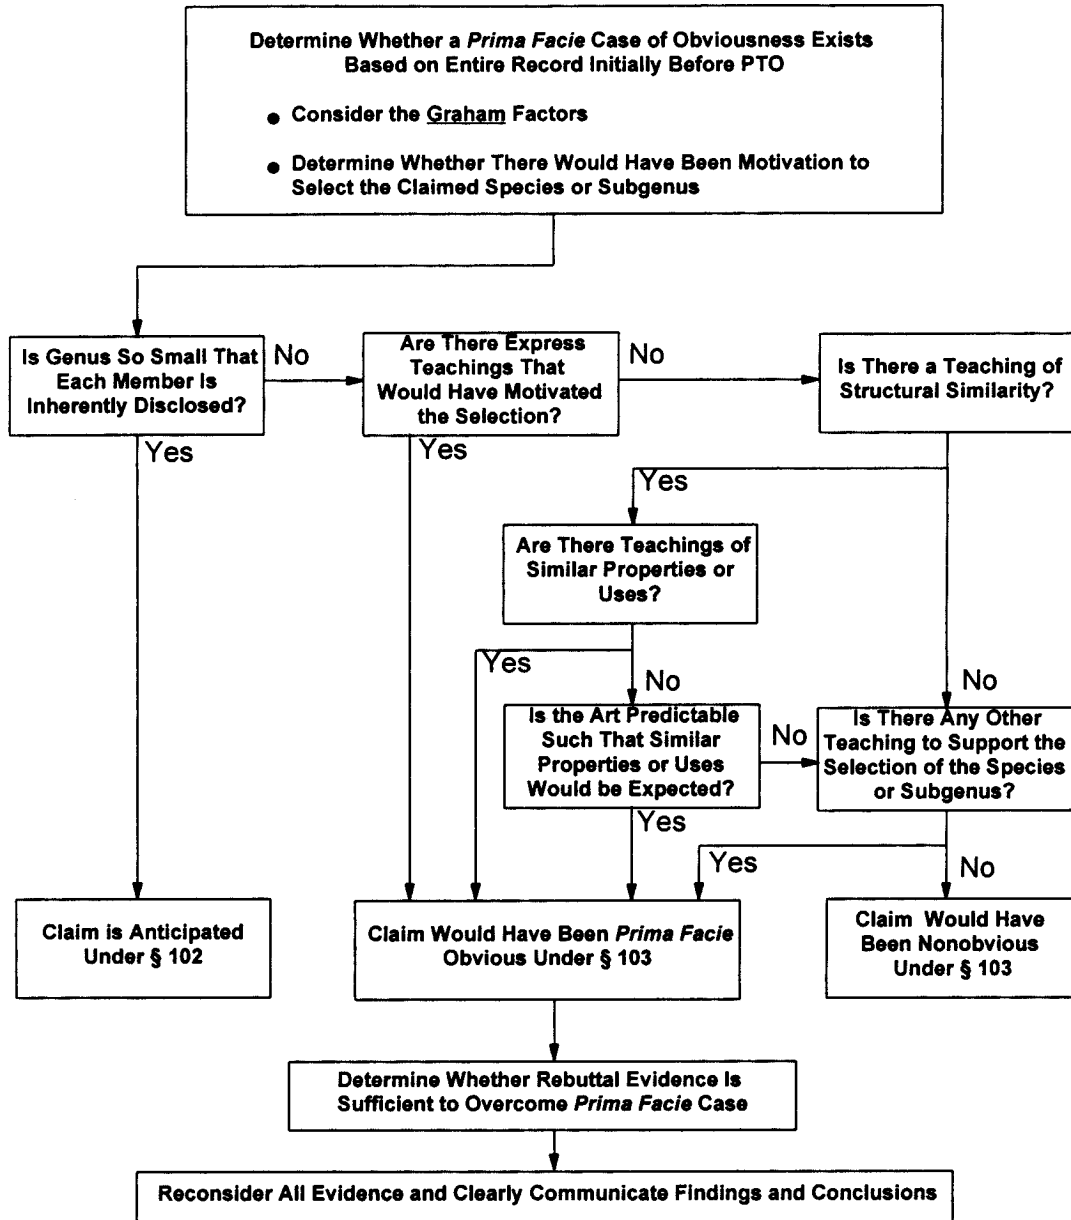 Determine Whether a Prima Facie Case of Obviousness Exists
Based on Entire Record Initially Before PTO
● Consider the Graham Factors
● Determine Whether There Would Have Been Motivation to
Select the Claimed Species or Subgenus
Is Genus So Small That
Each Member Is
Inherently Disclosed?
No
Are There Express
Teachings That
Would Have Motivated
the Selection?
No
Is There a Teaching of
Structural Similarity?
Yes
Yes
Yes
Are There Teachings of
Similar Properties or
Uses?
Yes
No
No
Is the Art Predictable
Such That Similar
Properties or Uses
Would be Expected?
No
Is There Any Other
Teaching to Support the
Selection of the Species
or Subgenus?
Yes
Yes
No
Claim is Anticipated
Under § 102
Claim Would Have Been Prima Facie
Obvious Under § 103
Claim Would Have
Been Nonobvious
Under § 103
Determine Whether Rebuttal Evidence Is
Sufficient to Overcome Prima Facie Case
Reconsider All Evidence and Clearly Communicate Findings and Conclusions